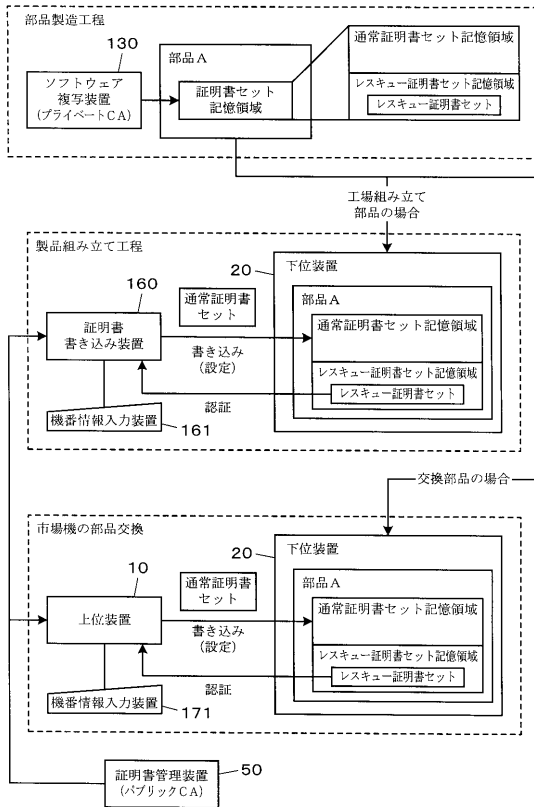 部品製造工程
130
ソフトウェア
複写装置
(プライベートCA)
部品A
証明書セット
記憶領域
通常証明書セット記憶領域
レスキュー証明書セット記憶領域
レスキュー証明書セット
工場組み立て
部品の場合
製品組み立て工程
160
証明書
書き込み装置
通常証明書
セット
書き込み
(設定)
認証
機番情報入力装置
161
20
下位装置
部品A
通常証明書セット記憶領域
レスキュー証明書セット記憶領域
レスキュー証明書セット
交換部品の場合
市場機の部品交換
10
上位装置
通常証明書
セット
書き込み
(設定)
認証
機番情報入力装置
171
20
下位装置
部品A
通常証明書セット記憶領域
レスキュー証明書セット記憶領域
レスキュー証明書セット
証明書管理装置
(パブリックCA)
50